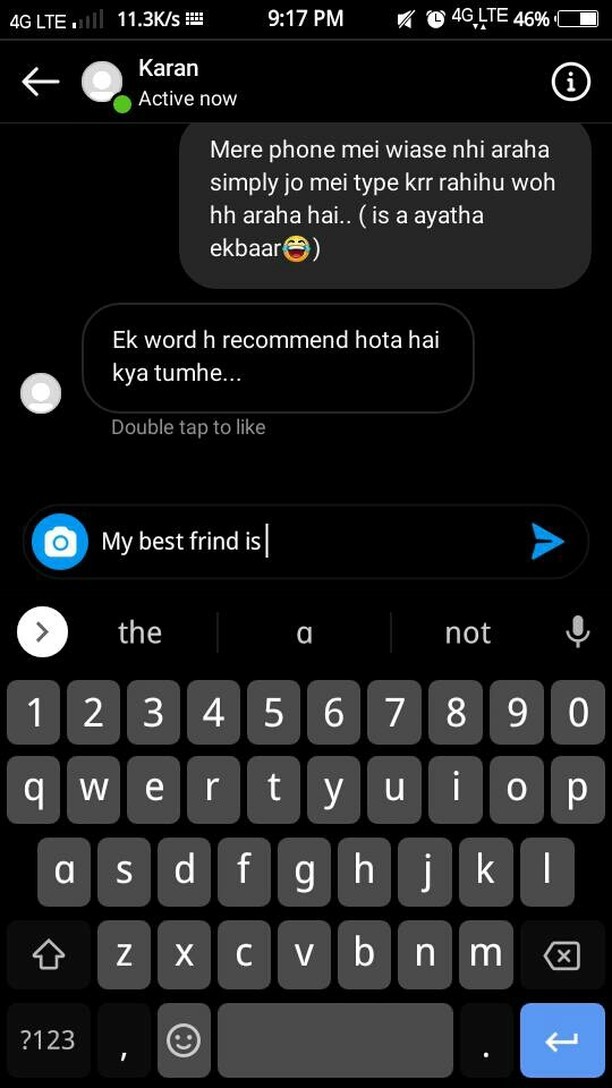 4G LTE 11.3K/s 9:17 PM 4G LTE 46%
Karan
Active now
Mere phone mei wiase nhi araha
simply jo mei type krr rahihu woh
hh araha hai.. ( is a ayatha
ekbaar😂)
Ek word h recommend hota hai
kya tumhe...
Double tap to like
My best frind is
the a not
1 2 3 4 5 6 7 8 9 0
q w e r t y u i o p
a s d f g h j k l
z x c v b n m
?123 , .